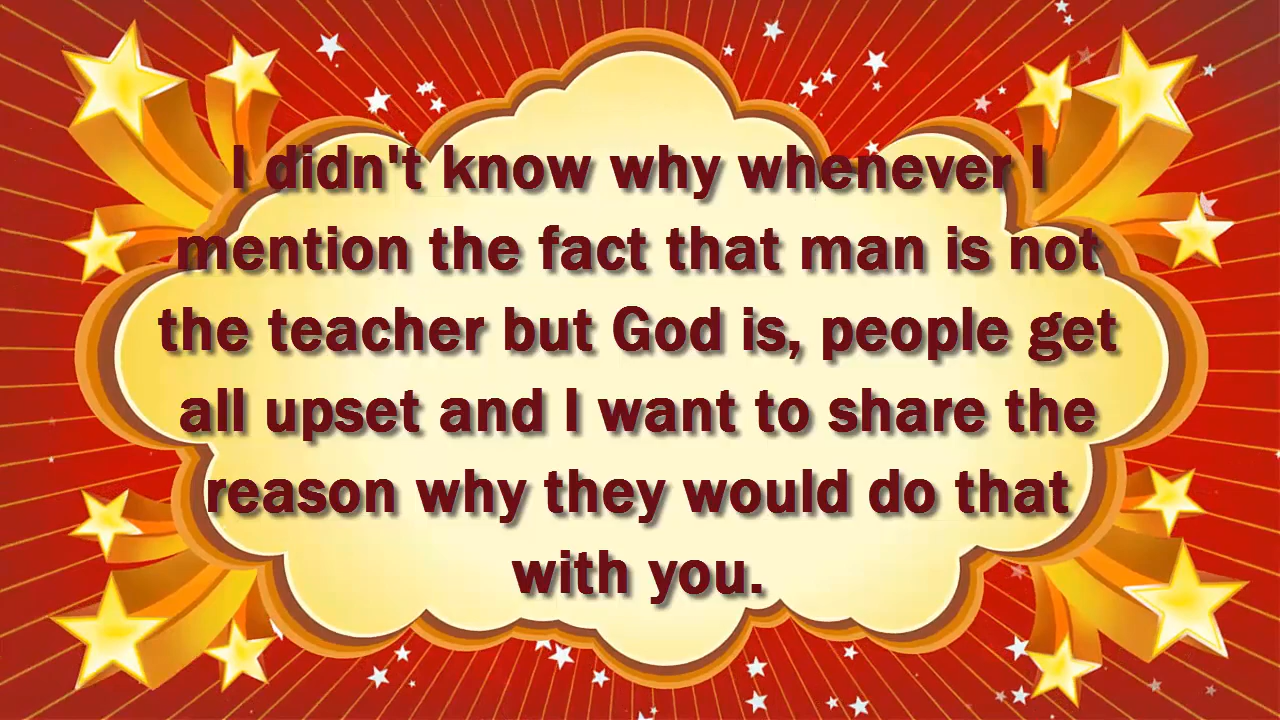 I didn't know why whenever I
mention the fact that man is not
the teacher but God is, people get
all upset and I want to share the
reason why they would do that
with you.